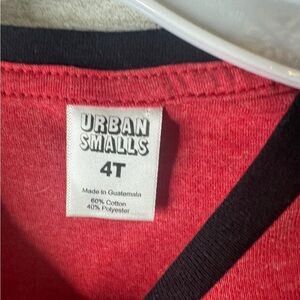 URBAN
SMALLS
4T
Made in Guatemala
60% Cotton
40% Polyester